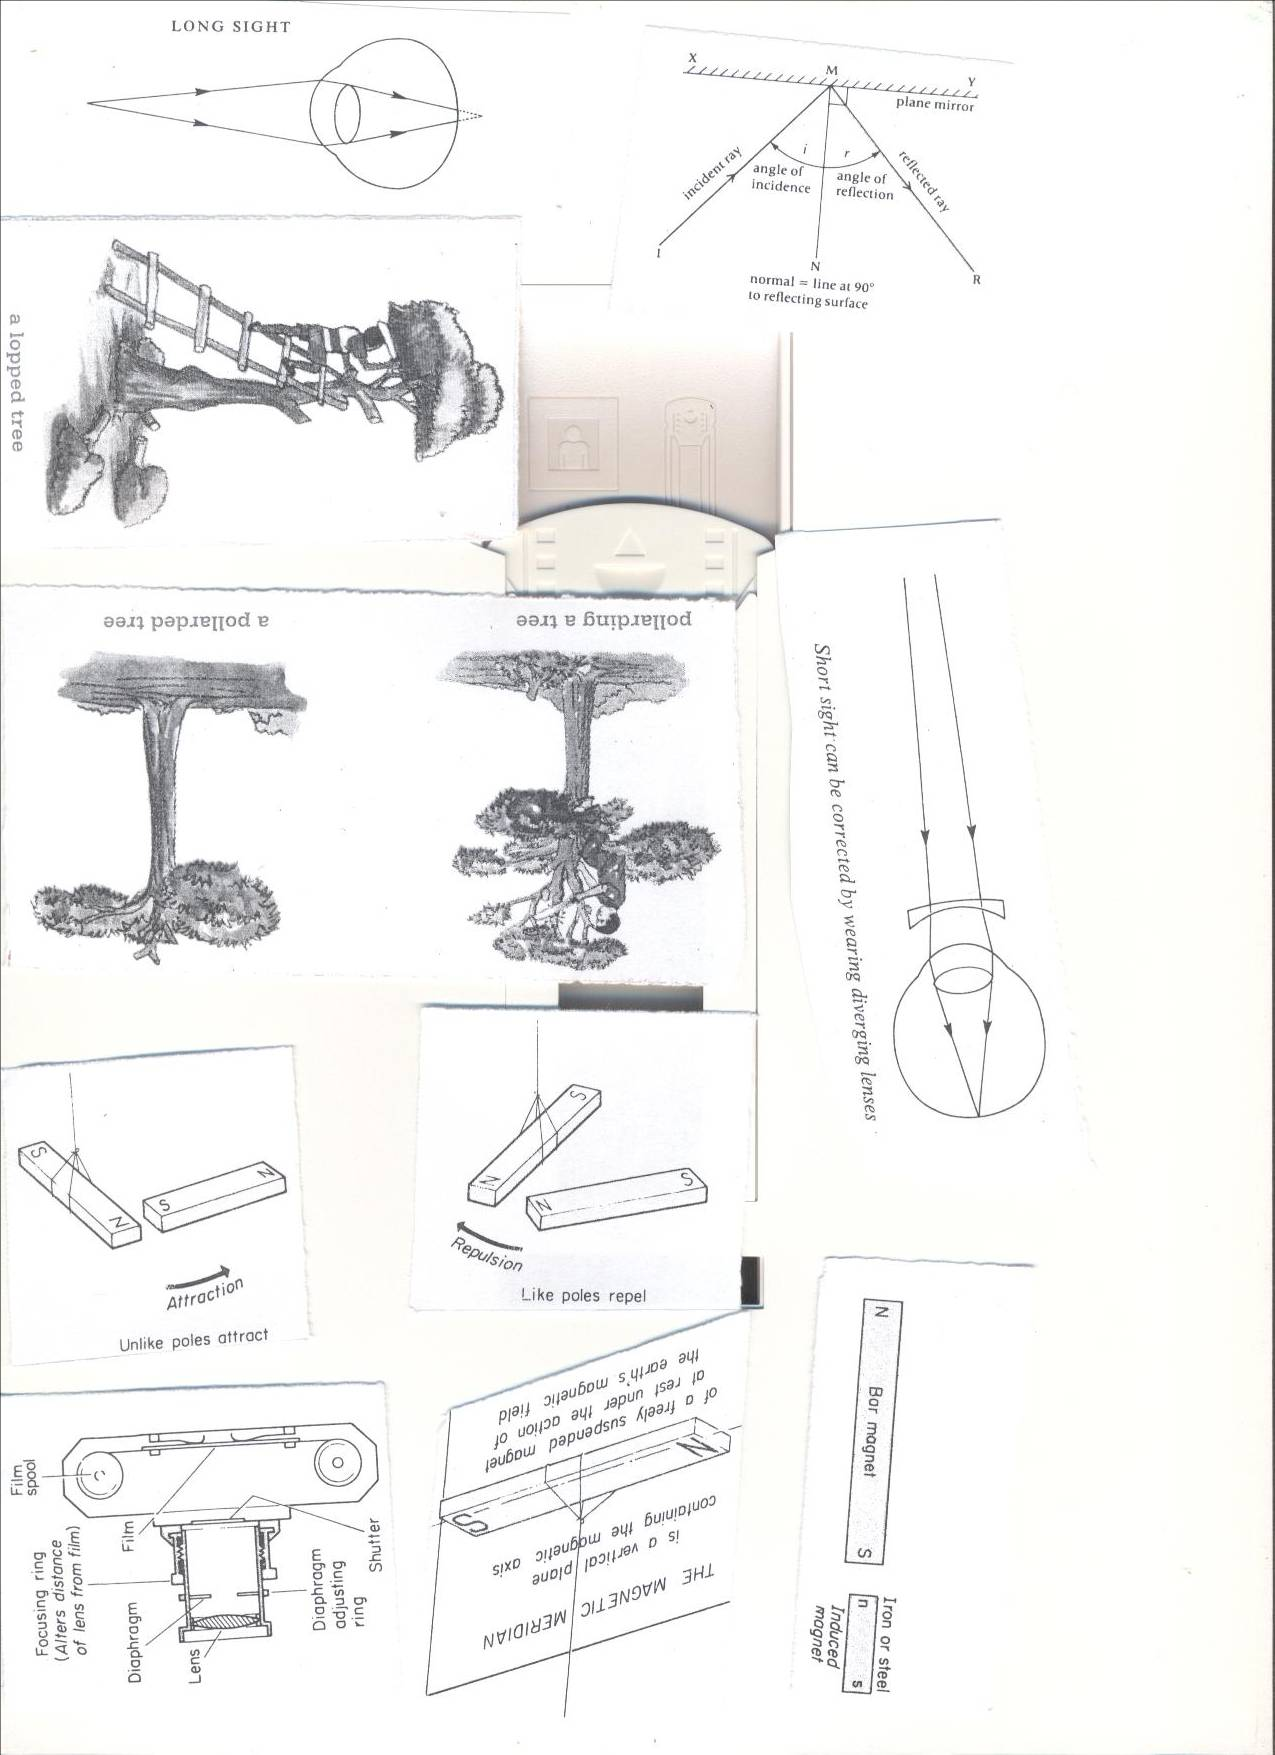 LONG SIGHT
X
M
Y
plane mirror
incident ray
i
r
angle of
incidence
angle of
reflection
reflected ray
I
N
R
normal = line at 90°
to reflecting surface
a lopped tree
a pollarded tree
pollarding a tree
Short sight can be corrected by wearing diverging lenses
S
N
S
N
Attraction
Unlike poles attract
S
N
N
S
Repulsion
Like poles repel
Film
spool
Film
Shutter
Focusing ring
(Alters distance
of lens from film)
Diaphragm
Lens
Diaphragm
adjusting
ring
THE MAGNETIC MERIDIAN
is a vertical plane
containing the magnetic axis
S
N
of a freely suspended magnet
at rest under the action of
the earth's magnetic field
N
Bar magnet
S
Iron or steel
n
s
Induced
magnet